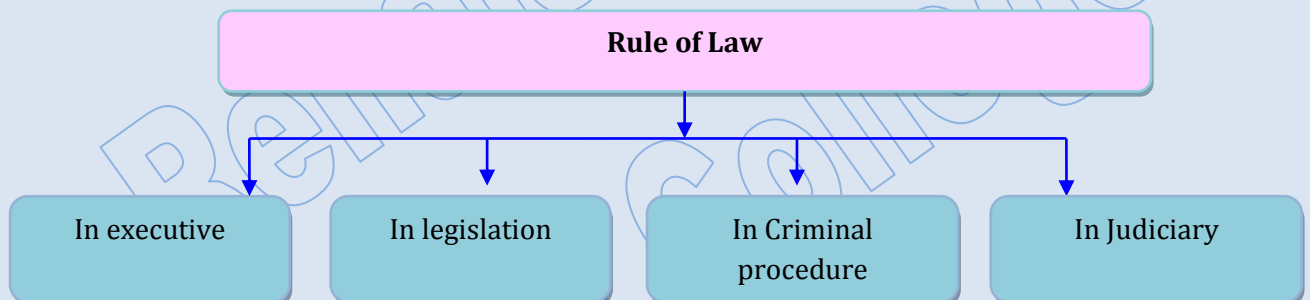 Rule of Law
In executive
In legislation
In Criminal
procedure
In Judiciary